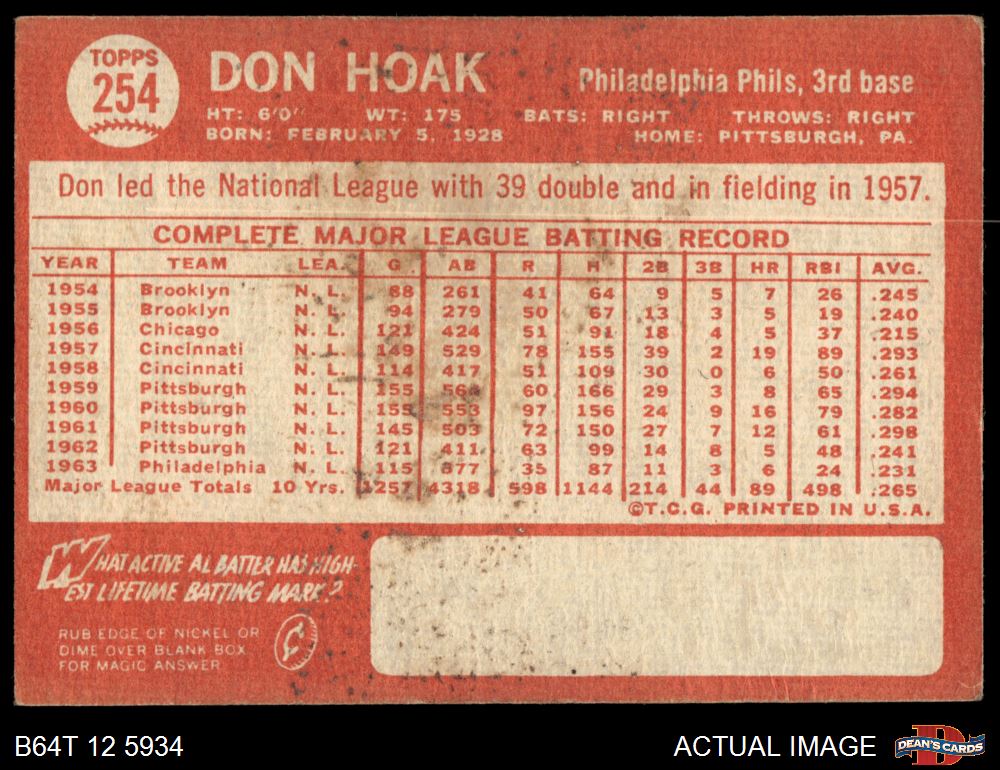 TOPPS
254
DON HOAK
Philadelphia Phils, 3rd base
HT: 6'0" WT: 175 BATS: RIGHT THROWS: RIGHT
BORN: FEBRUARY 5, 1928 HOME: PITTSBURGH, PA.
Don led the National League with 39 double and in fielding in 1957.
COMPLETE MAJOR LEAGUE BATTING RECORD
YEAR TEAM LEA. G AB R H 2B 3B HR RBI AVG.
1954 Brooklyn N. L. 88 261 41 64 9 5 7 26 .245
1955 Brooklyn N. L. 94 279 50 67 13 3 5 19 .240
1956 Chicago N. L. 121 424 51 91 18 4 5 37 .215
1957 Cincinnati N. L. 149 529 78 155 39 2 19 89 .293
1958 Cincinnati N. L. 114 417 51 109 30 0 6 50 .261
1959 Pittsburgh N. L. 155 564 60 166 29 3 8 65 .294
1960 Pittsburgh N. L. 155 553 97 156 24 9 16 79 .282
1961 Pittsburgh N. L. 145 503 72 150 27 7 12 61 .298
1962 Pittsburgh N. L. 121 411 63 99 14 8 5 48 .241
1963 Philadelphia N. L. 115 377 35 87 11 3 6 24 .231
Major League Totals 10 Yrs. 1257 4318 598 1144 214 44 89 498 .265
©T.C.G. PRINTED IN U.S.A.
WHAT ACTIVE AL BATTER HAS HIGH-
EST LIFETIME BATTING MARK?
RUB EDGE OF NICKEL OR
DIME OVER BLANK BOX
FOR MAGIC ANSWER
B64T 12 5934
ACTUAL IMAGE
DEAN'S CARDS